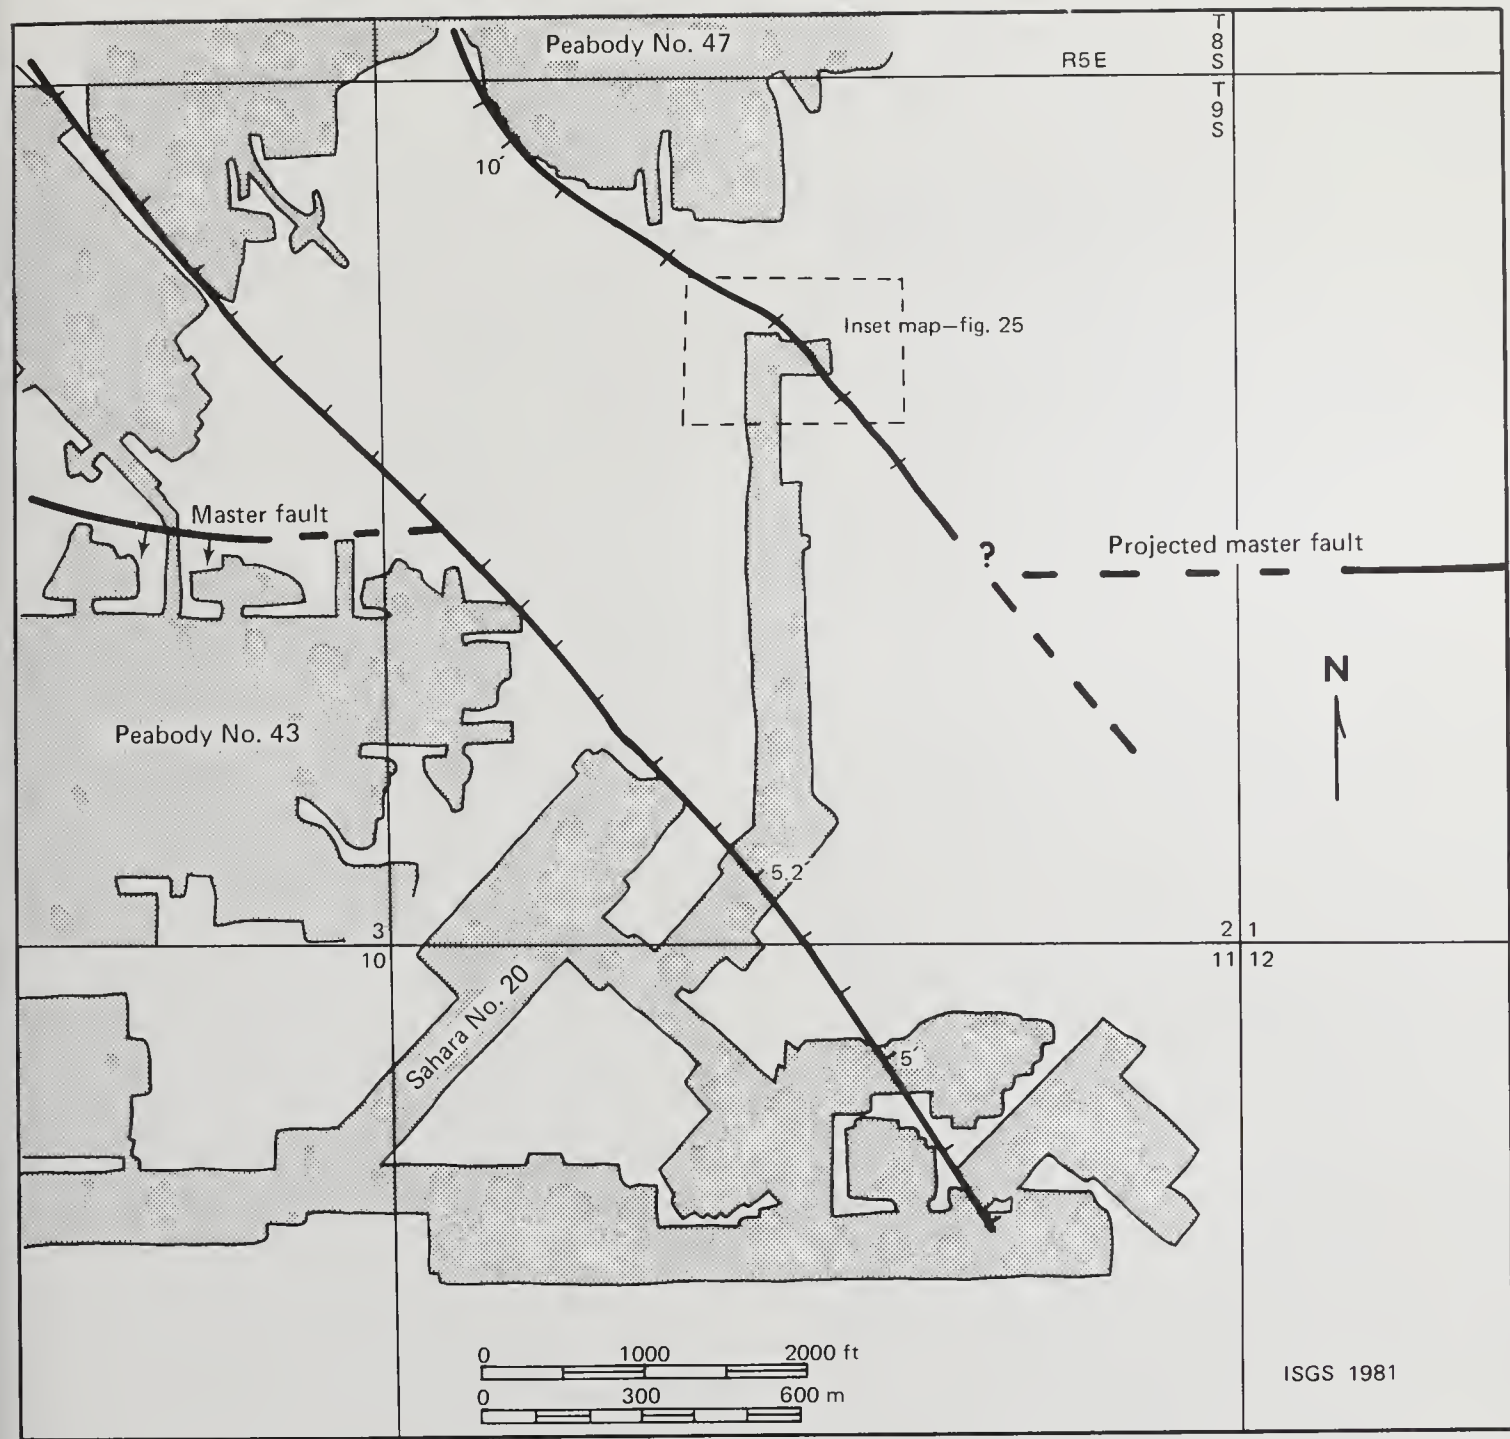 Peabody No. 47
R5E
T
8
S
T
9
S
10′
Inset map—fig. 25
Master fault
?
Projected master fault
N
Peabody No. 43
5.2′
3
2 1
10
11 12
Sahara No. 20
5′
0 1000 2000 ft
0 300 600 m
ISGS 1981